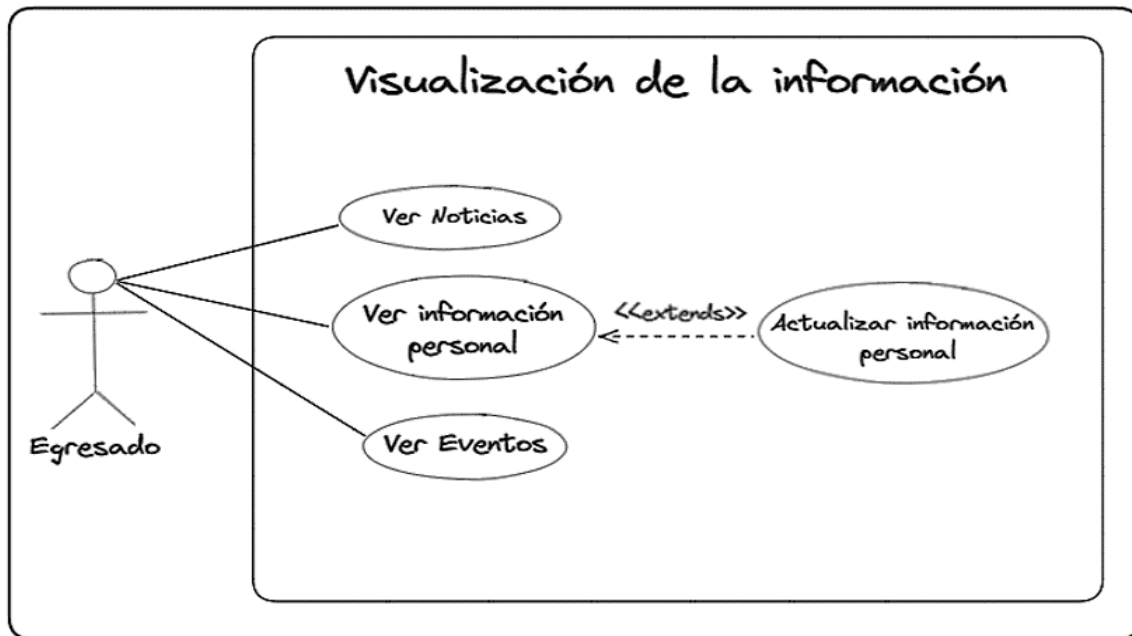 Visualización de la información
Ver Noticias
Ver información
personal
<<extends>>
Actualizar información
personal
Ver Eventos
Egresado